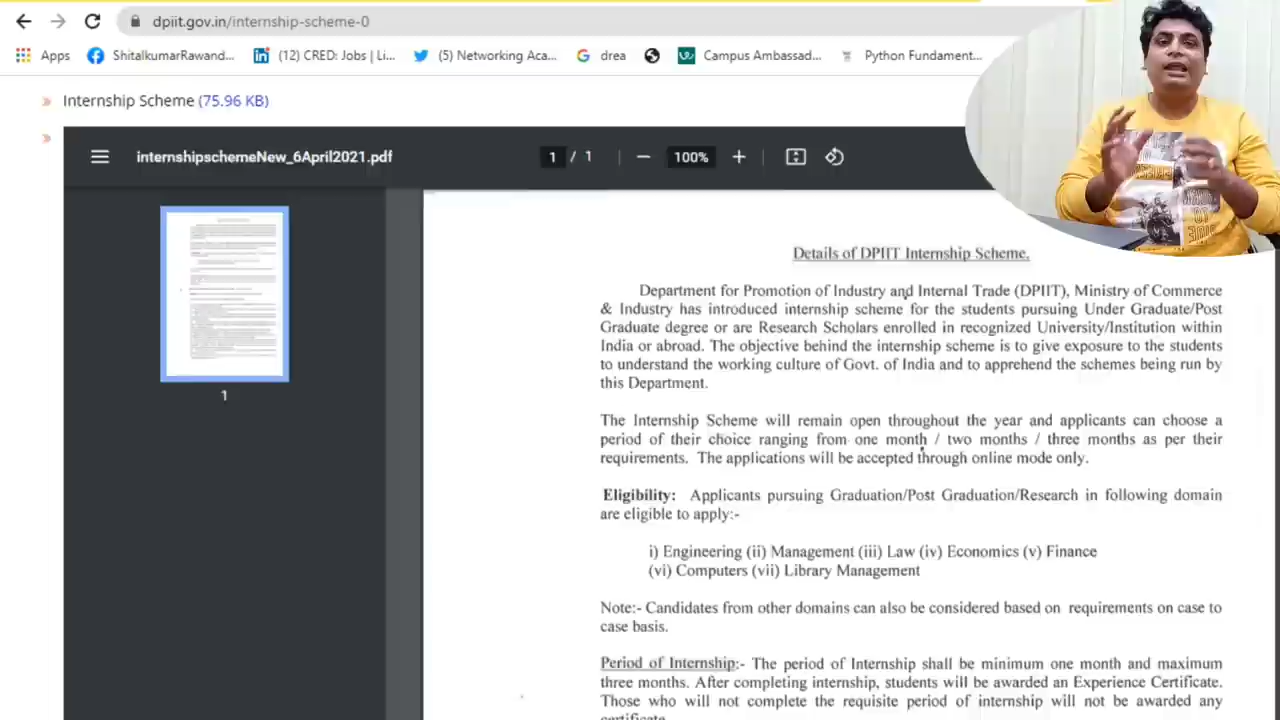 dpiit.gov.in/internship-scheme-0
Apps ShitalkumarRawand... (12) CRED: Jobs | Li... (5) Networking Aca... drea Campus Ambassad... Python Fundament...
Internship Scheme (75.96 KB)
internshipschemeNew_6April2021.pdf 1 / 1 100%
1
Details of DPIIT Internship Scheme.
Department for Promotion of Industry and Internal Trade (DPIIT), Ministry of Commerce
& Industry has introduced internship scheme for the students pursuing Under Graduate/Post
Graduate degree or are Research Scholars enrolled in recognized University/Institution within
India or abroad. The objective behind the internship scheme is to give exposure to the students
to understand the working culture of Govt. of India and to apprehend the schemes being run by
this Department.
The Internship Scheme will remain open throughout the year and applicants can choose a
period of their choice ranging from one month / two months / three months as per their
requirements. The applications will be accepted through online mode only.
Eligibility: Applicants pursuing Graduation/Post Graduation/Research in following domain
are eligible to apply:-
i) Engineering (ii) Management (iii) Law (iv) Economics (v) Finance
(vi) Computers (vii) Library Management
Note:- Candidates from other domains can also be considered based on requirements on case to
case basis.
Period of Internship:- The period of Internship shall be minimum one month and maximum
three months. After completing internship, students will be awarded an Experience Certificate.
Those who will not complete the requisite period of internship will not be awarded any
certificate.